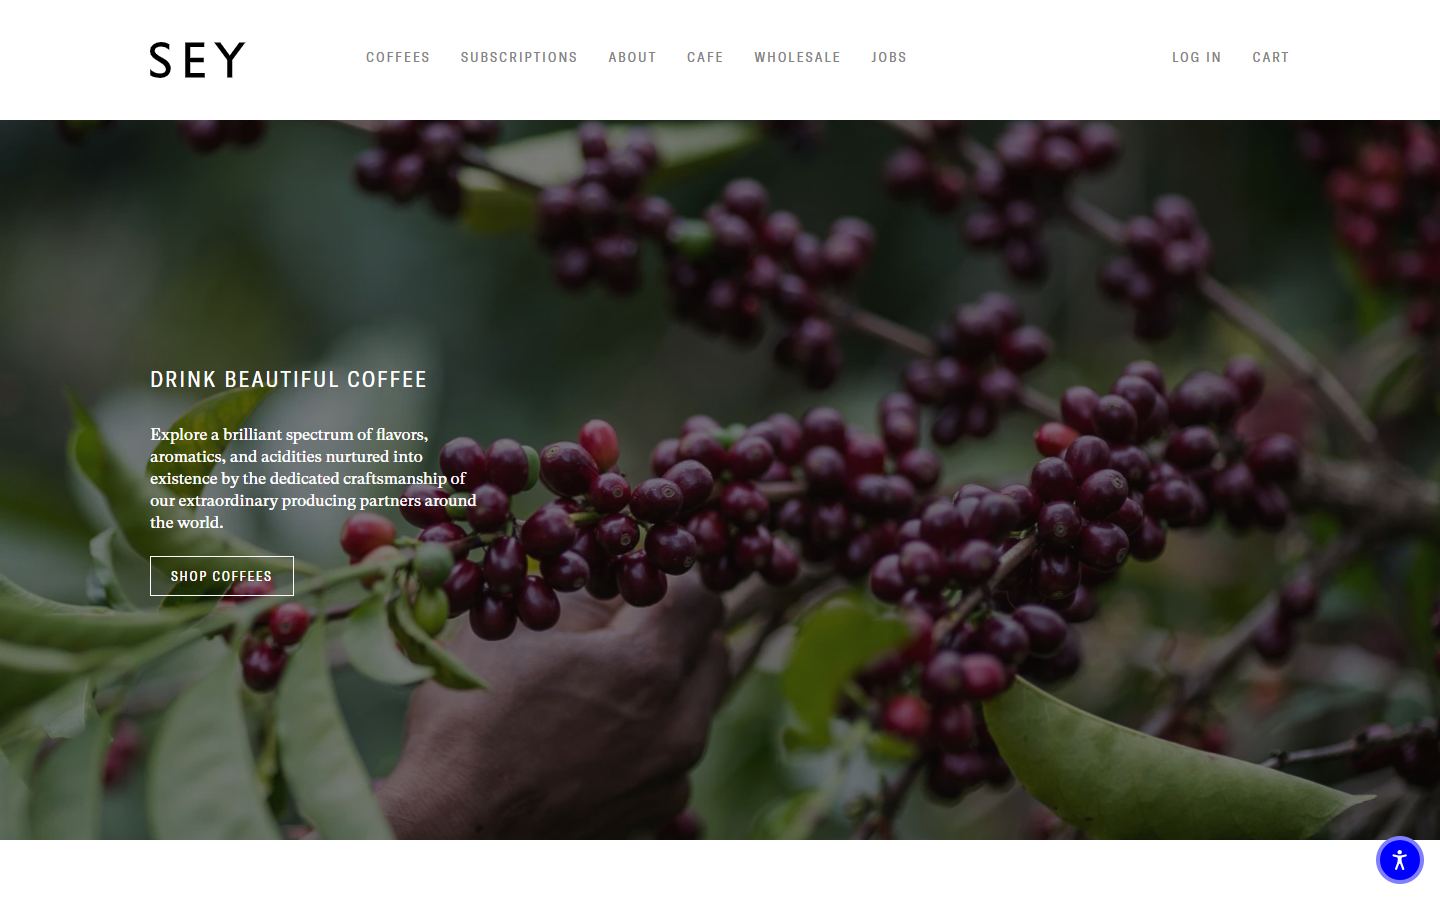 SEY
COFFEES
SUBSCRIPTIONS
ABOUT
CAFE
WHOLESALE
JOBS
LOG IN
CART
DRINK BEAUTIFUL COFFEE
Explore a brilliant spectrum of flavors,
aromatics, and acidities nurtured into
existence by the dedicated craftsmanship of
our extraordinary producing partners around
the world.
SHOP COFFEES